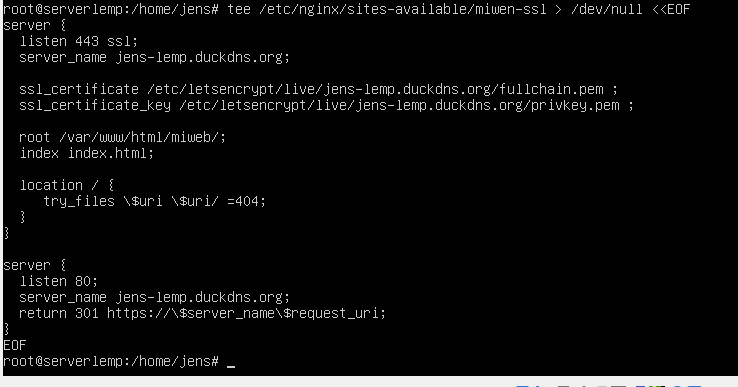 root@serverlemp:/home/jens# tee /etc/nginx/sites-available/miwen-ssl > /dev/null <<EOF
server {
  listen 443 ssl;
  server_name jens-lemp.duckdns.org;

  ssl_certificate /etc/letsencrypt/live/jens-lemp.duckdns.org/fullchain.pem ;
  ssl_certificate_key /etc/letsencrypt/live/jens-lemp.duckdns.org/privkey.pem ;

  root /var/www/html/miweb/;
  index index.html;

  location / {
     try_files \$uri \$uri/ =404;
  }
}

server {
  listen 80;
  server_name jens-lemp.duckdns.org;
  return 301 https://\$server_name\$request_uri;
}
EOF
root@serverlemp:/home/jens# _